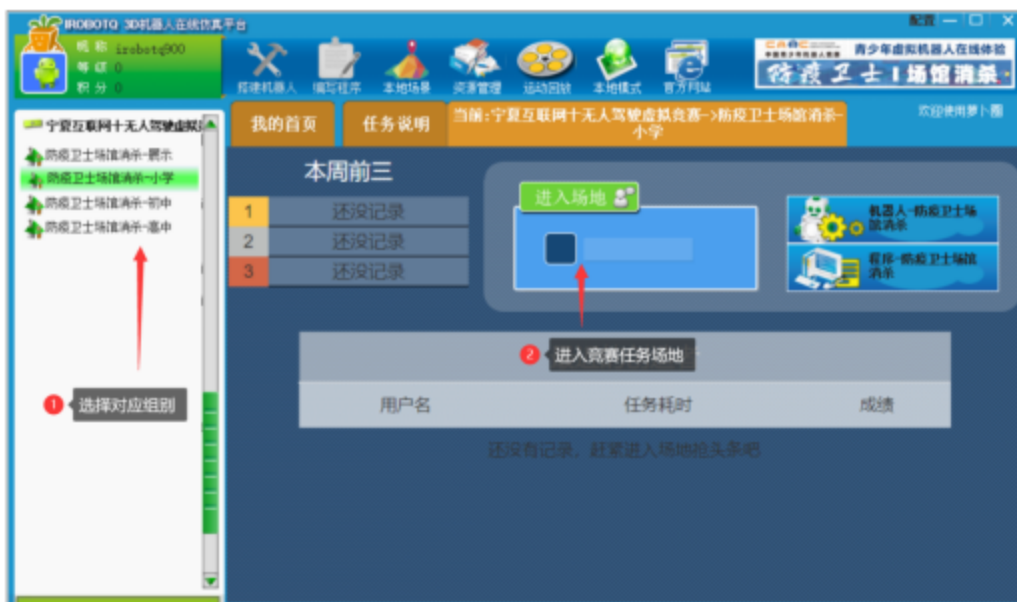 IROBOTQ 3D机器人在线仿真平台
配置
昵 称 irobotq900
等 级 0
积 分 0
搭建机器人
编写程序
本地场景
资源管理
运动回放
本地模式
官方网站
青少年虚拟机器人在线体验
防疫卫士I场馆消杀
宁夏互联网十无人驾驶虚拟
防疫卫士场馆消杀-展示
防疫卫士场馆消杀-小学
防疫卫士场馆消杀-初中
防疫卫士场馆消杀-高中
我的首页
任务说明
当前:宁夏互联网十无人驾驶虚拟竞赛->防疫卫士场馆消杀-
小学
欢迎使用萝卜圈
本周前三
1 还没记录
2 还没记录
3 还没记录
进入场地
机器人-防疫卫士场
馆消杀
程序-防疫卫士场馆
消杀
2 进入竞赛任务场地
1 选择对应组别
用户名 任务耗时 成绩
还没有记录，赶紧进入场地抢头条吧